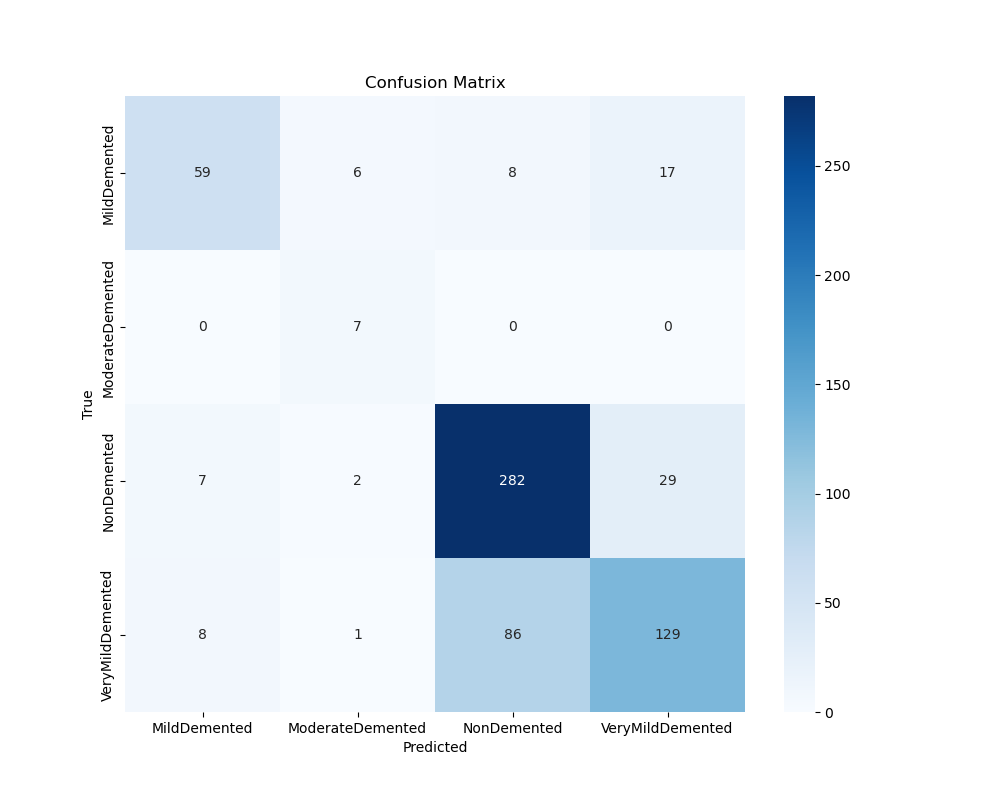 Confusion Matrix
True
MildDemented
59 6 8 17
ModerateDemented
0 7 0 0
NonDemented
7 2 282 29
VeryMildDemented
8 1 86 129
MildDemented ModerateDemented NonDemented VeryMildDemented
Predicted
250
200
150
100
50
0